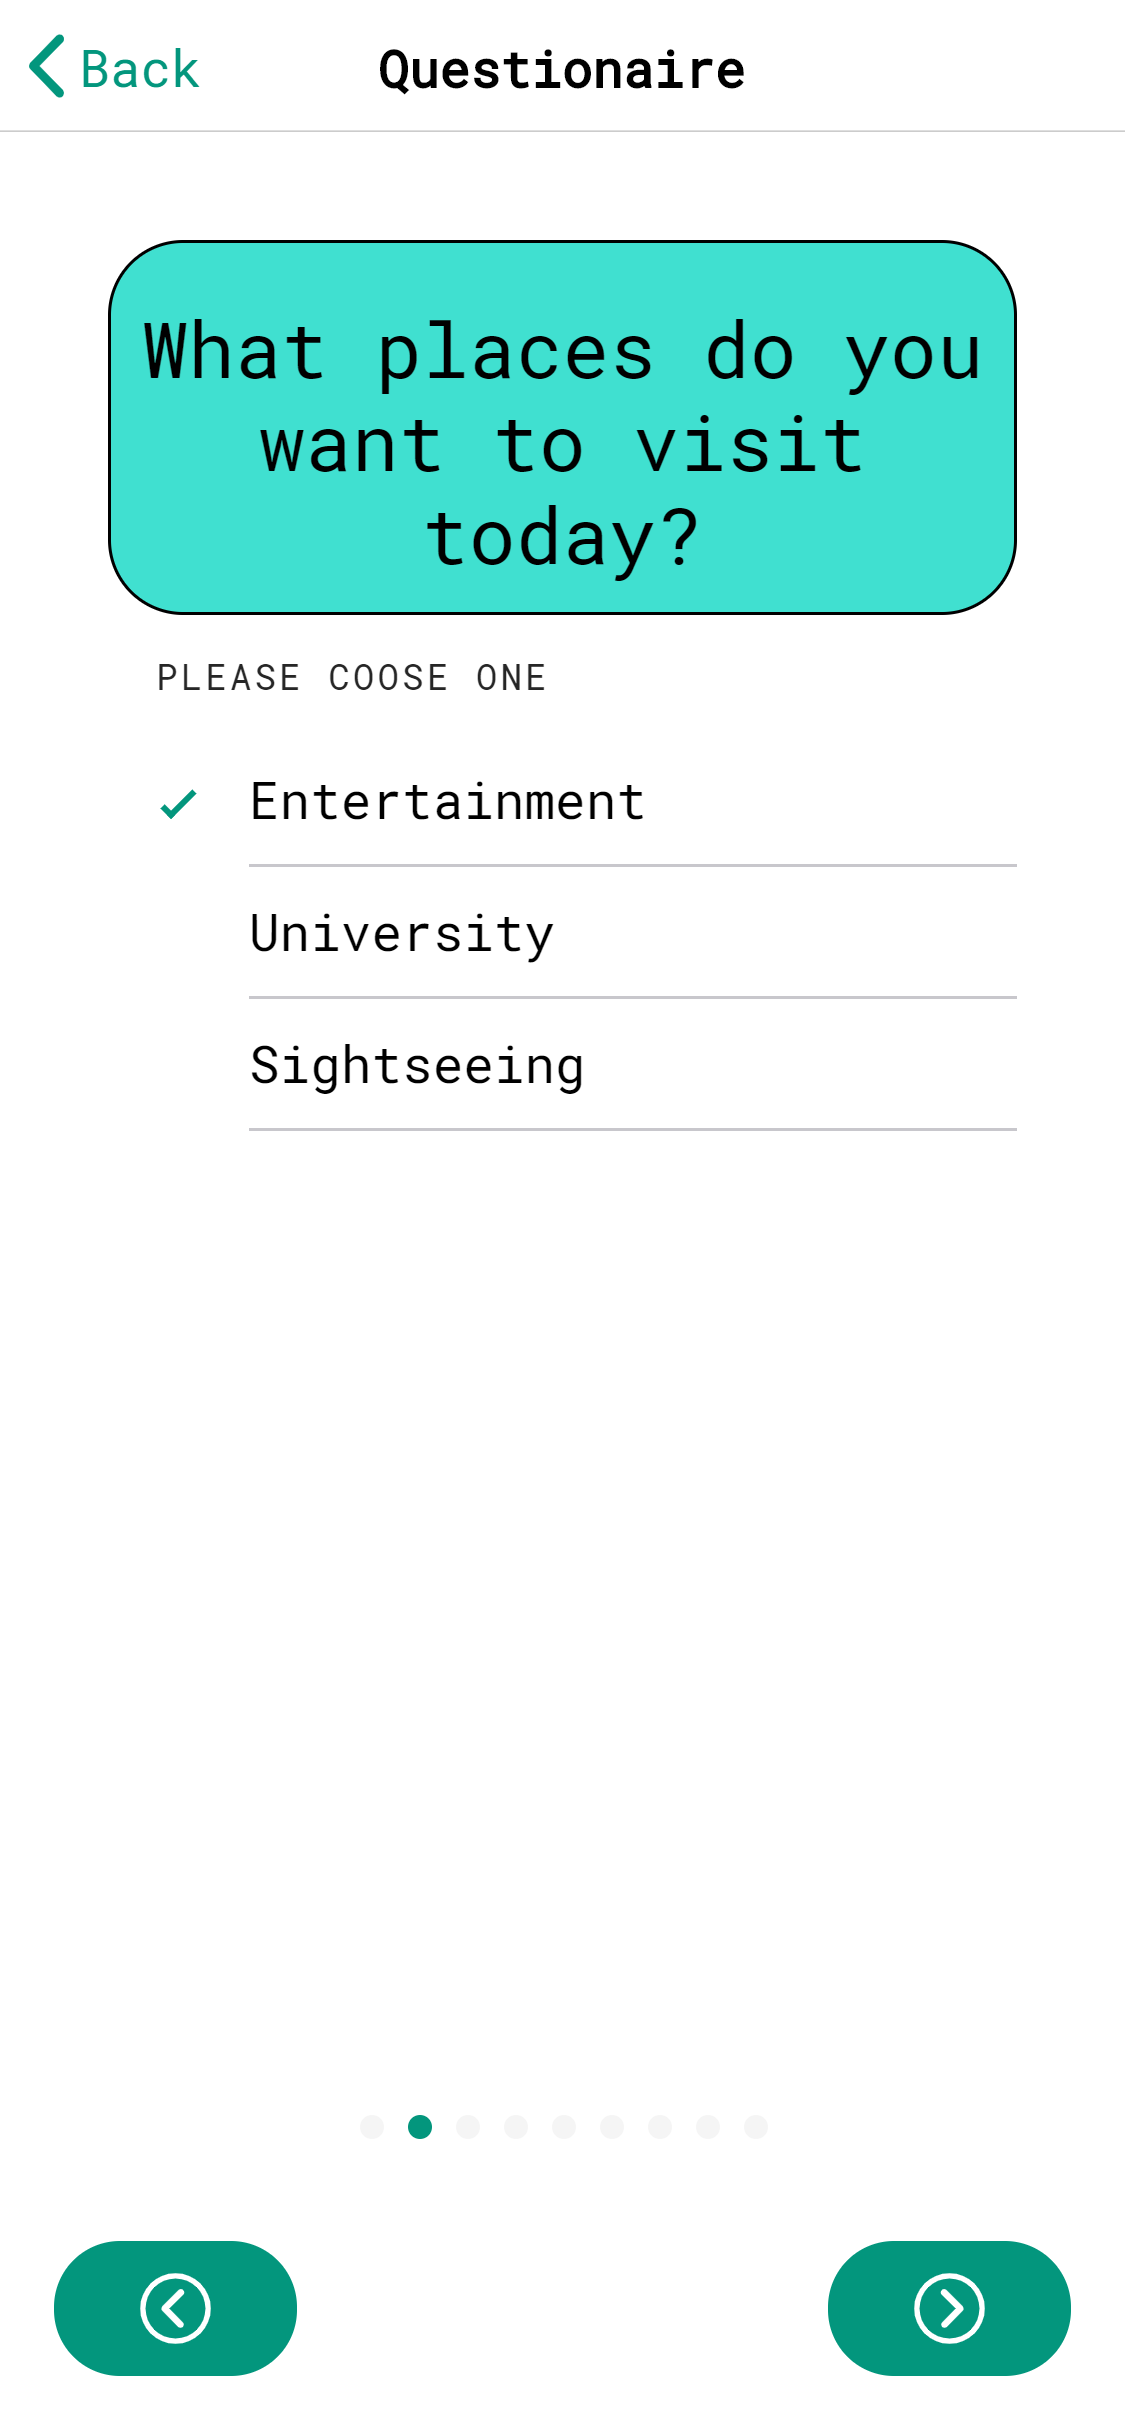 Back
Questionaire
What places do you
want to visit
today?
PLEASE COOSE ONE
Entertainment
University
Sightseeing